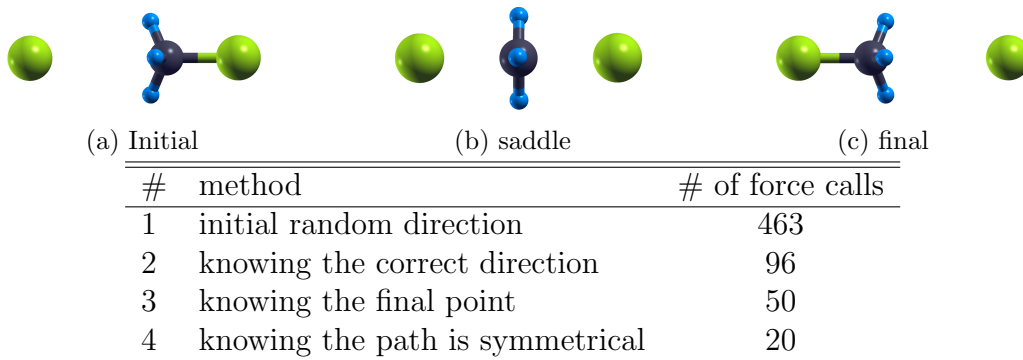 (a) Initial (b) saddle (c) final
# method # of force calls
1 initial random direction 463
2 knowing the correct direction 96
3 knowing the final point 50
4 knowing the path is symmetrical 20